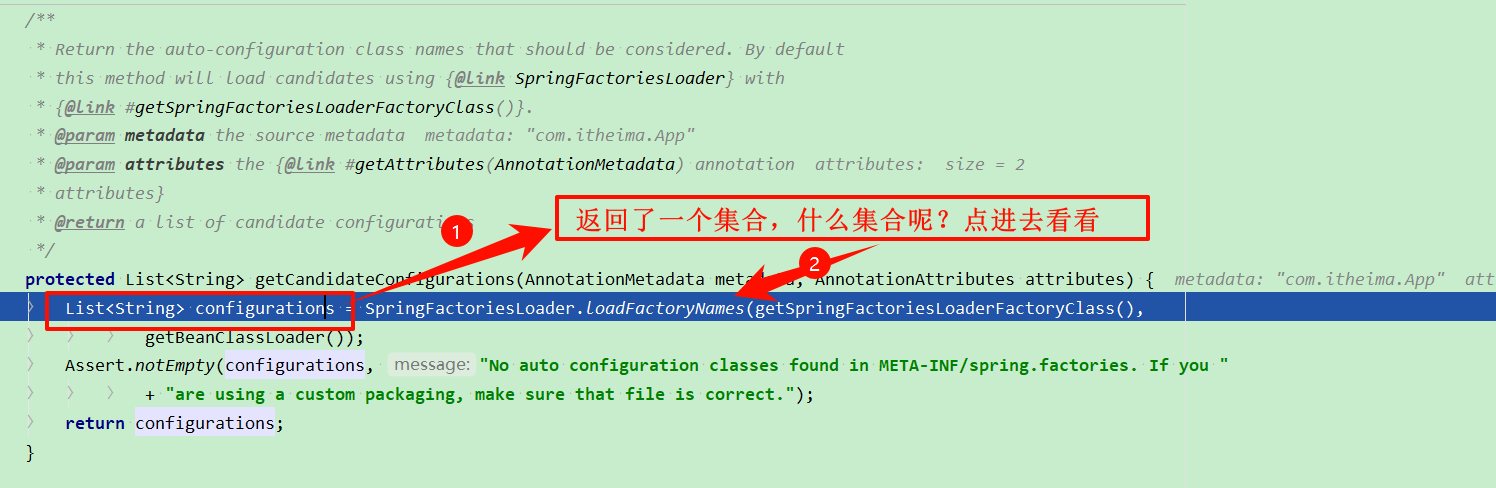 /**
* Return the auto-configuration class names that should be considered. By default
* this method will load candidates using {@link SpringFactoriesLoader} with
* {@link #getSpringFactoriesLoaderFactoryClass()}.
* @param metadata the source metadata metadata: "com.itheima.App"
* @param attributes the {@link #getAttributes(AnnotationMetadata) annotation attributes: size = 2
* attributes}
* @return a list of candidate configurations
*/
1
返回了一个集合，什么集合呢？点进去看看
2
protected List<String> getCandidateConfigurations(AnnotationMetadata metadata, AnnotationAttributes attributes) { metadata: "com.itheima.App" att
List<String> configurations = SpringFactoriesLoader.loadFactoryNames(getSpringFactoriesLoaderFactoryClass(),
getBeanClassLoader());
Assert.notEmpty(configurations, message: "No auto configuration classes found in META-INF/spring.factories. If you "
+ "are using a custom packaging, make sure that file is correct.");
return configurations;
}